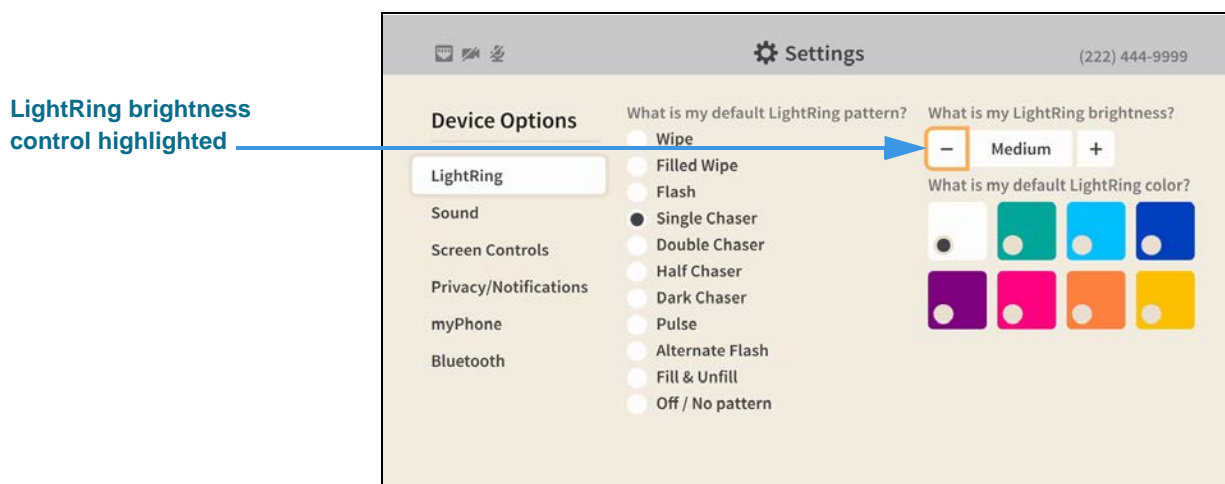 LightRing brightness
control highlighted
Settings
(222) 444-9999
Device Options
LightRing
Sound
Screen Controls
Privacy/Notifications
myPhone
Bluetooth
What is my default LightRing pattern?
Wipe
Filled Wipe
Flash
Single Chaser
Double Chaser
Half Chaser
Dark Chaser
Pulse
Alternate Flash
Fill & Unfill
Off / No pattern
What is my LightRing brightness?
− Medium +
What is my default LightRing color?